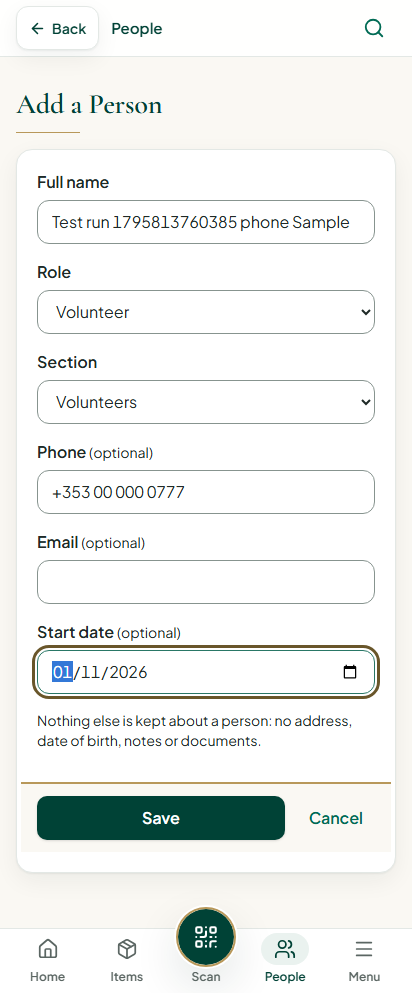 Back
People
Add a Person
Full name
Test run 1795813760385 phone Sample
Role
Volunteer
Section
Volunteers
Phone (optional)
+353 00 000 0777
Email (optional)
Start date (optional)
01/11/2026
Nothing else is kept about a person: no address,
date of birth, notes or documents.
Save
Cancel
Home
Items
Scan
People
Menu